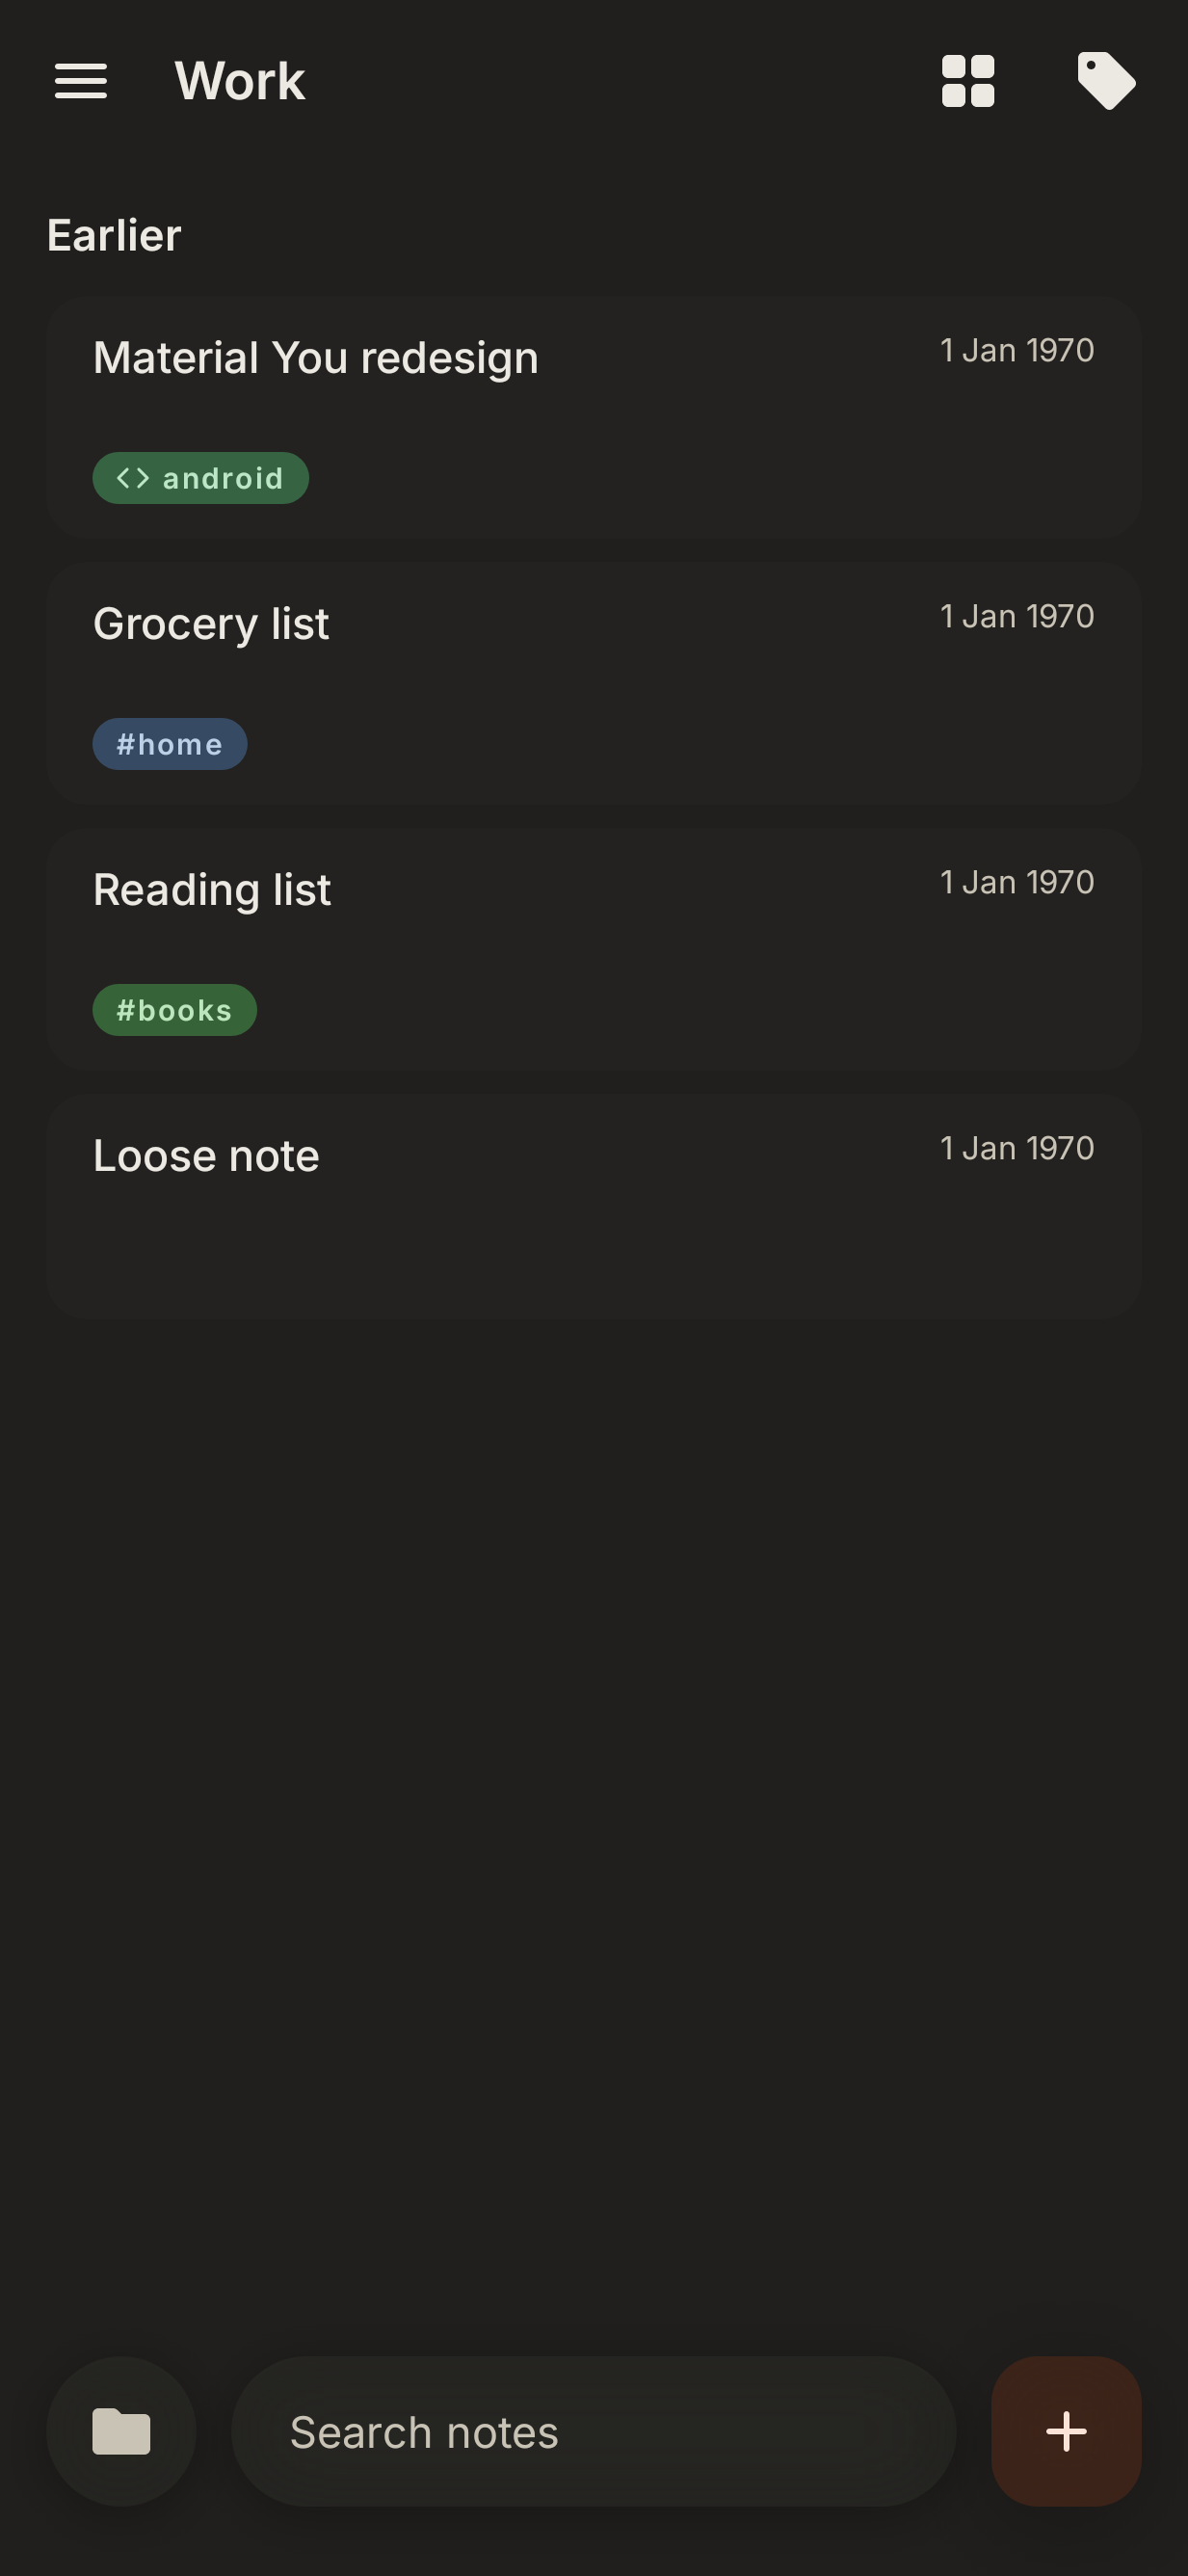 Work
Earlier
Material You redesign
1 Jan 1970
android
Grocery list
1 Jan 1970
#home
Reading list
1 Jan 1970
#books
Loose note
1 Jan 1970
Search notes